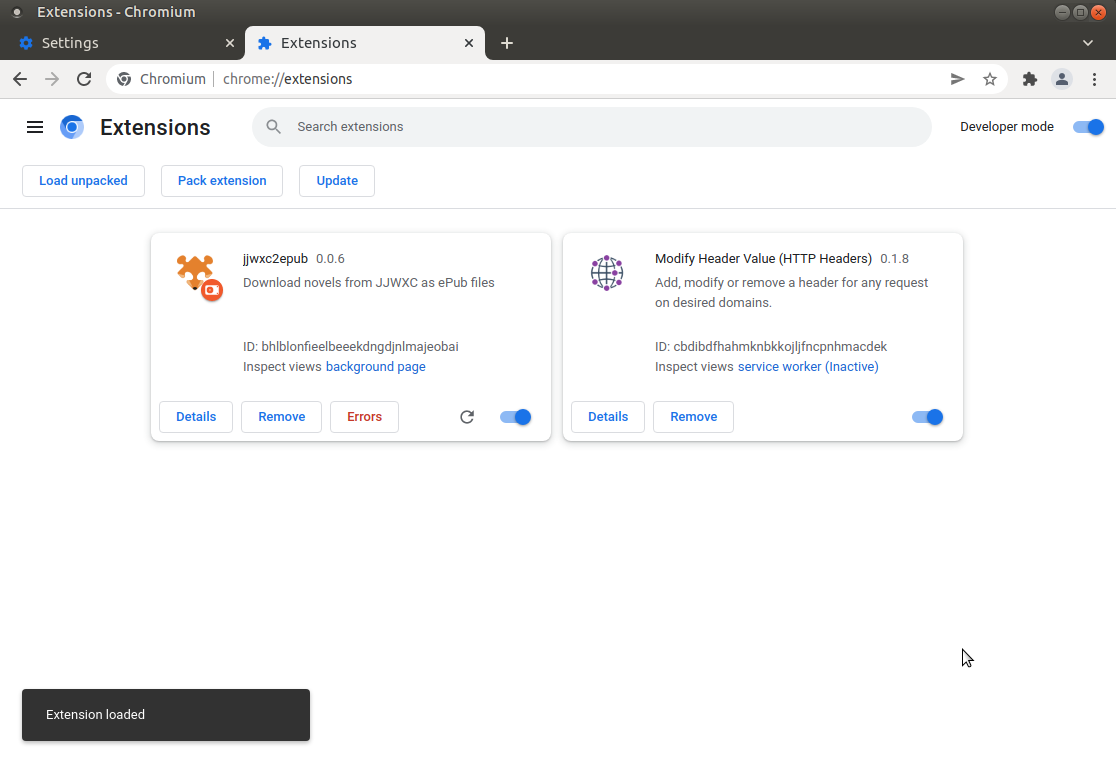 Extensions - Chromium
Settings
Extensions
Chromium
chrome://extensions
Extensions
Search extensions
Developer mode
Load unpacked
Pack extension
Update
jjwxc2epub 0.0.6
Download novels from JJWXC as ePub files
ID: bhlblonfieelbeeekdngdjnlmajeobai
Inspect views background page
Details
Remove
Errors
Modify Header Value (HTTP Headers) 0.1.8
Add, modify or remove a header for any request
on desired domains.
ID: cbdibdfhahmknbkkojljfncpnhmacdek
Inspect views service worker (Inactive)
Details
Remove
Extension loaded